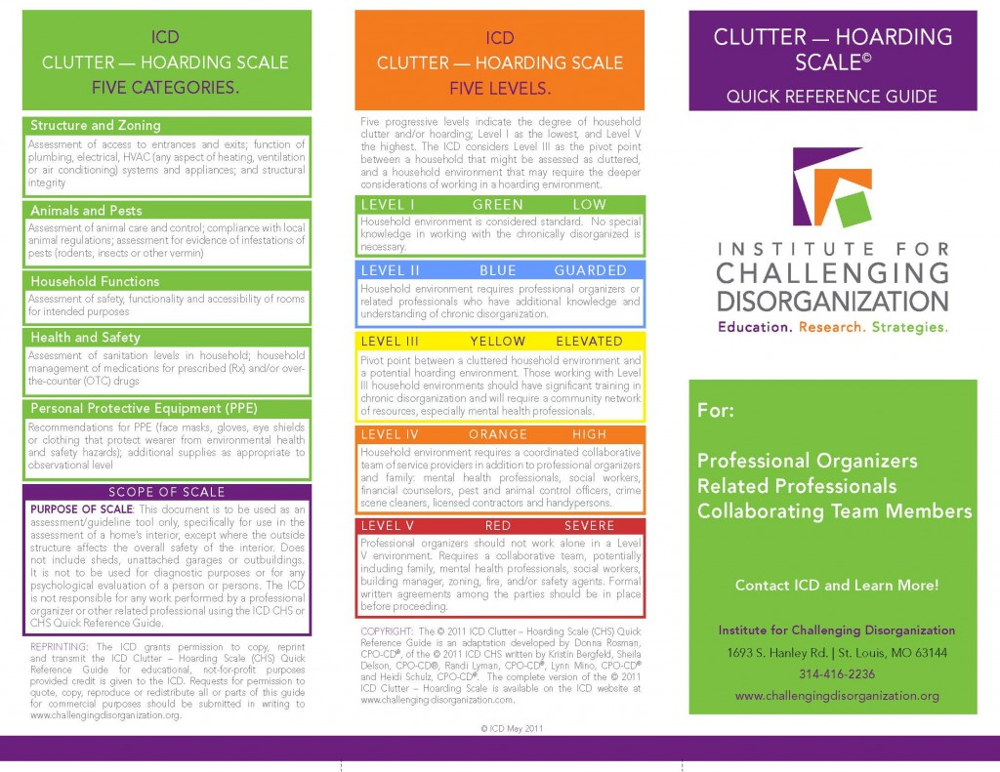 ICD
CLUTTER — HOARDING SCALE
FIVE CATEGORIES.
Structure and Zoning
Assessment of access to entrances and exits; function of
plumbing, electrical, HVAC (any aspect of heating, ventilation
or air conditioning) systems and appliances; and structural
integrity
Animals and Pests
Assessment of animal care and control; compliance with local
animal regulations; assessment for evidence of infestations of
pests (rodents, insects or other vermin)
Household Functions
Assessment of safety, functionality and accessibility of rooms
for intended purposes
Health and Safety
Assessment of sanitation levels in household; household
management of medications for prescribed (Rx) and/or over-
the-counter (OTC) drugs
Personal Protective Equipment (PPE)
Recommendations for PPE (face masks, gloves, eye shields
or clothing that protect wearer from environmental health
and safety hazards); additional supplies as appropriate to
observational level
SCOPE OF SCALE
PURPOSE OF SCALE: This document is to be used as an
assessment/guideline tool only, specifically for use in the
assessment of a home's interior, except where the outside
structure affects the overall safety of the interior. Does
not include sheds, unattached garages or outbuildings.
It is not to be used for diagnostic purposes or for any
psychological evaluation of a person or persons. The ICD
is not responsible for any work performed by a professional
organizer or other related professional using the ICD CHS or
CHS Quick Reference Guide.
REPRINTING: The ICD grants permission to copy, reprint
and transmit the ICD Clutter – Hoarding Scale (CHS) Quick
Reference Guide for educational, not-for-profit purposes
provided credit is given to the ICD. Requests for permission to
quote, copy, reproduce or redistribute all or parts of this guide
for commercial purposes should be submitted in writing to
www.challengingdisorganization.org.
ICD
CLUTTER — HOARDING SCALE
FIVE LEVELS.
Five progressive levels indicate the degree of household
clutter and/or hoarding; Level I as the lowest, and Level V
the highest. The ICD considers Level III as the pivot point
between a household that might be assessed as cluttered,
and a household environment that may require the deeper
considerations of working in a hoarding environment.
LEVEL I GREEN LOW
Household environment is considered standard. No special
knowledge in working with the chronically disorganized is
necessary.
LEVEL II BLUE GUARDED
Household environment requires professional organizers or
related professionals who have additional knowledge and
understanding of chronic disorganization.
LEVEL III YELLOW ELEVATED
Pivot point between a cluttered household environment and
a potential hoarding environment. Those working with Level
III household environments should have significant training in
chronic disorganization and will require a community network
of resources, especially mental health professionals.
LEVEL IV ORANGE HIGH
Household environment requires a coordinated collaborative
team of service providers in addition to professional organizers
and family: mental health professionals, social workers,
financial counselors, pest and animal control officers, crime
scene cleaners, licensed contractors and handypersons.
LEVEL V RED SEVERE
Professional organizers should not work alone in a Level
V environment. Requires a collaborative team, potentially
including family, mental health professionals, social workers,
building manager, zoning, fire, and/or safety agents. Formal
written agreements among the parties should be in place
before proceeding.
COPYRIGHT: The © 2011 ICD Clutter – Hoarding Scale (CHS) Quick
Reference Guide is an adaptation developed by Donna Rosman,
CPO-CD®, of the © 2011 ICD CHS written by Kristin Bergfeld, Sheila
Delson, CPO-CD®, Randi Lyman, CPO-CD®, Lynn Mino, CPO-CD®
and Heidi Schulz, CPO-CD®. The complete version of the © 2011
ICD Clutter – Hoarding Scale is available on the ICD website at
www.challenging disorganization.com.
© ICD May 2011
CLUTTER — HOARDING
SCALE©
QUICK REFERENCE GUIDE
INSTITUTE FOR
CHALLENGING
DISORGANIZATION
Education. Research. Strategies.
For:
Professional Organizers
Related Professionals
Collaborating Team Members
Contact ICD and Learn More!
Institute for Challenging Disorganization
1693 S. Hanley Rd. | St. Louis, MO 63144
314-416-2236
www.challengingdisorganization.org